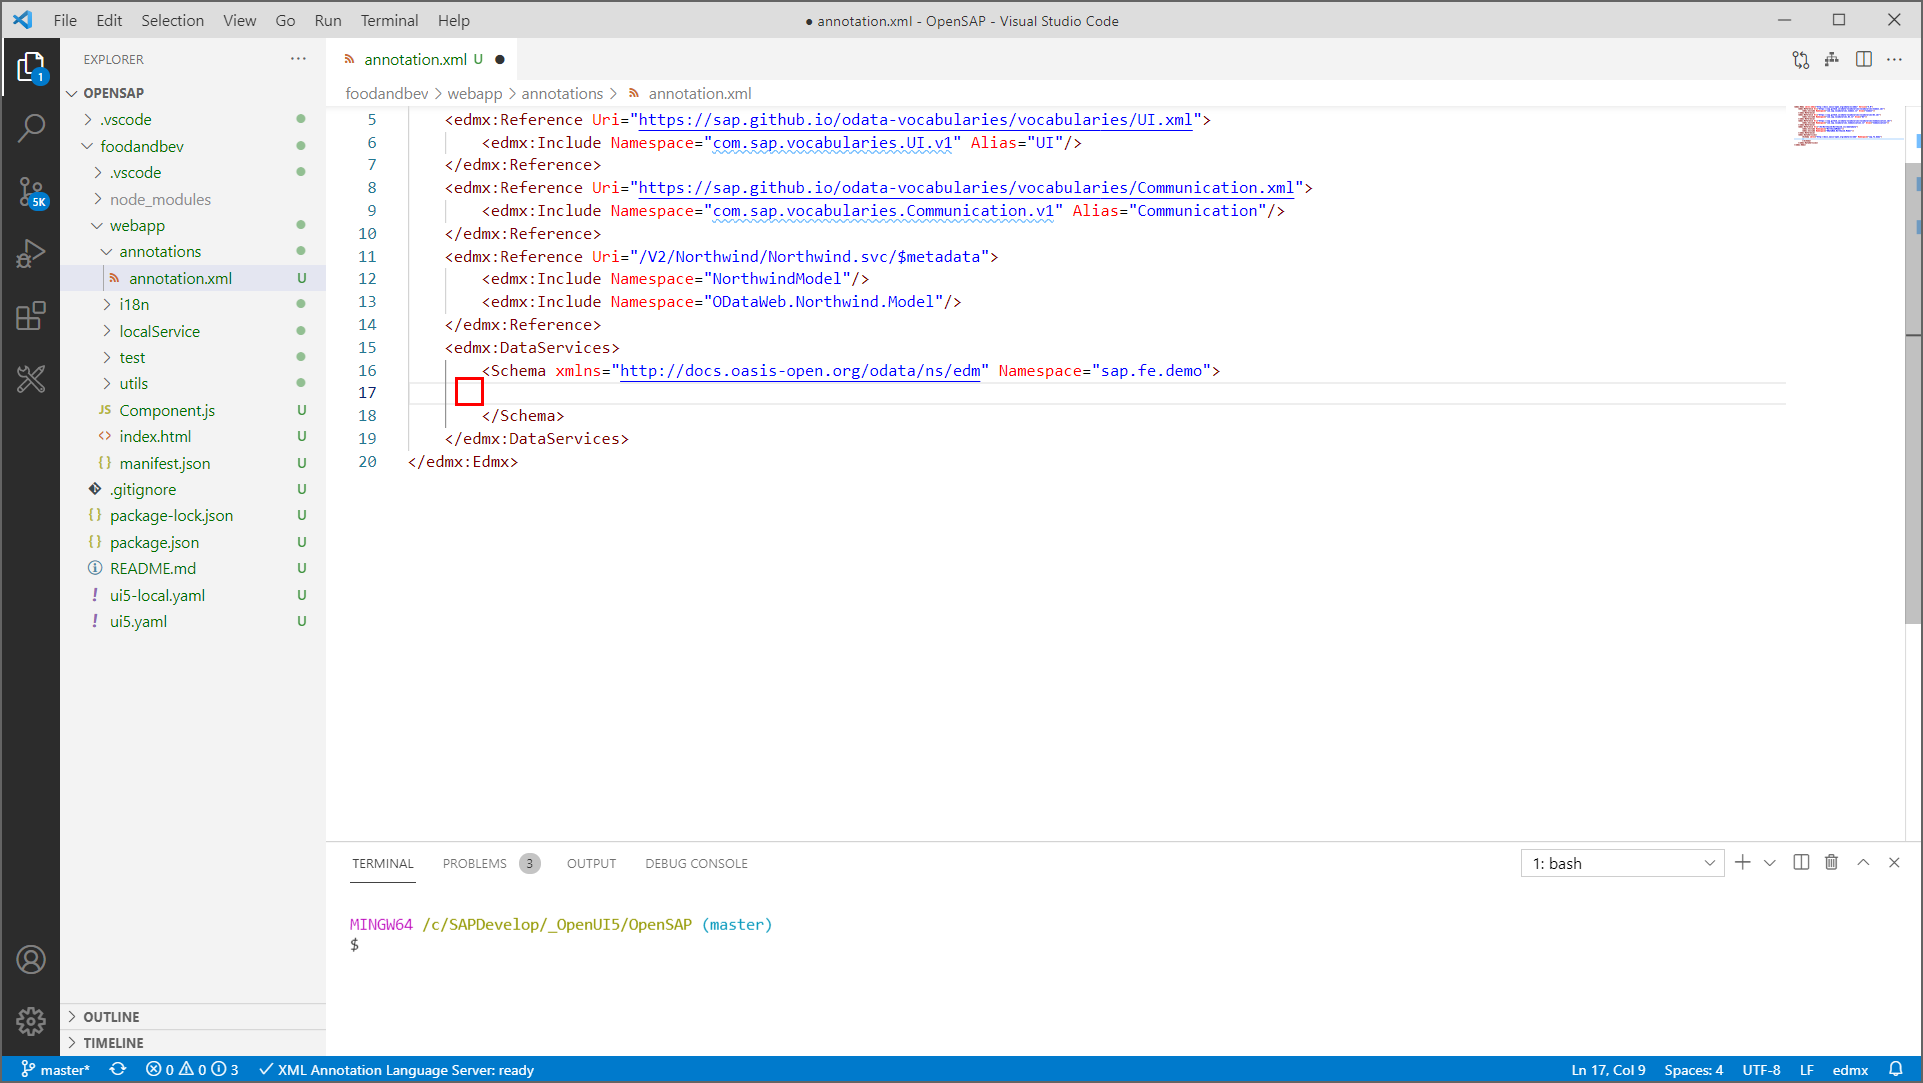 File Edit Selection View Go Run Terminal Help
● annotation.xml - OpenSAP - Visual Studio Code
EXPLORER
annotation.xml U
1
OPENSAP
foodandbev > webapp > annotations > annotation.xml
.vscode
foodandbev
.vscode
node_modules
5K
webapp
annotations
annotation.xml U
i18n
localService
test
utils
Component.js U
index.html U
manifest.json U
.gitignore U
package-lock.json U
package.json U
README.md U
ui5-local.yaml U
ui5.yaml U
OUTLINE
TIMELINE
5 <edmx:Reference Uri="https://sap.github.io/odata-vocabularies/vocabularies/UI.xml">
6 <edmx:Include Namespace="com.sap.vocabularies.UI.v1" Alias="UI"/>
7 </edmx:Reference>
8 <edmx:Reference Uri="https://sap.github.io/odata-vocabularies/vocabularies/Communication.xml">
9 <edmx:Include Namespace="com.sap.vocabularies.Communication.v1" Alias="Communication"/>
10 </edmx:Reference>
11 <edmx:Reference Uri="/V2/Northwind/Northwind.svc/$metadata">
12 <edmx:Include Namespace="NorthwindModel"/>
13 <edmx:Include Namespace="ODataWeb.Northwind.Model"/>
14 </edmx:Reference>
15 <edmx:DataServices>
16 <Schema xmlns="http://docs.oasis-open.org/odata/ns/edm" Namespace="sap.fe.demo">
17
18 </Schema>
19 </edmx:DataServices>
20 </edmx:Edmx>
TERMINAL PROBLEMS 3 OUTPUT DEBUG CONSOLE
1: bash
MINGW64 /c/SAPDevelop/_OpenUI5/OpenSAP (master)
$
master* 0 0 3 XML Annotation Language Server: ready
Ln 17, Col 9 Spaces: 4 UTF-8 LF edmx